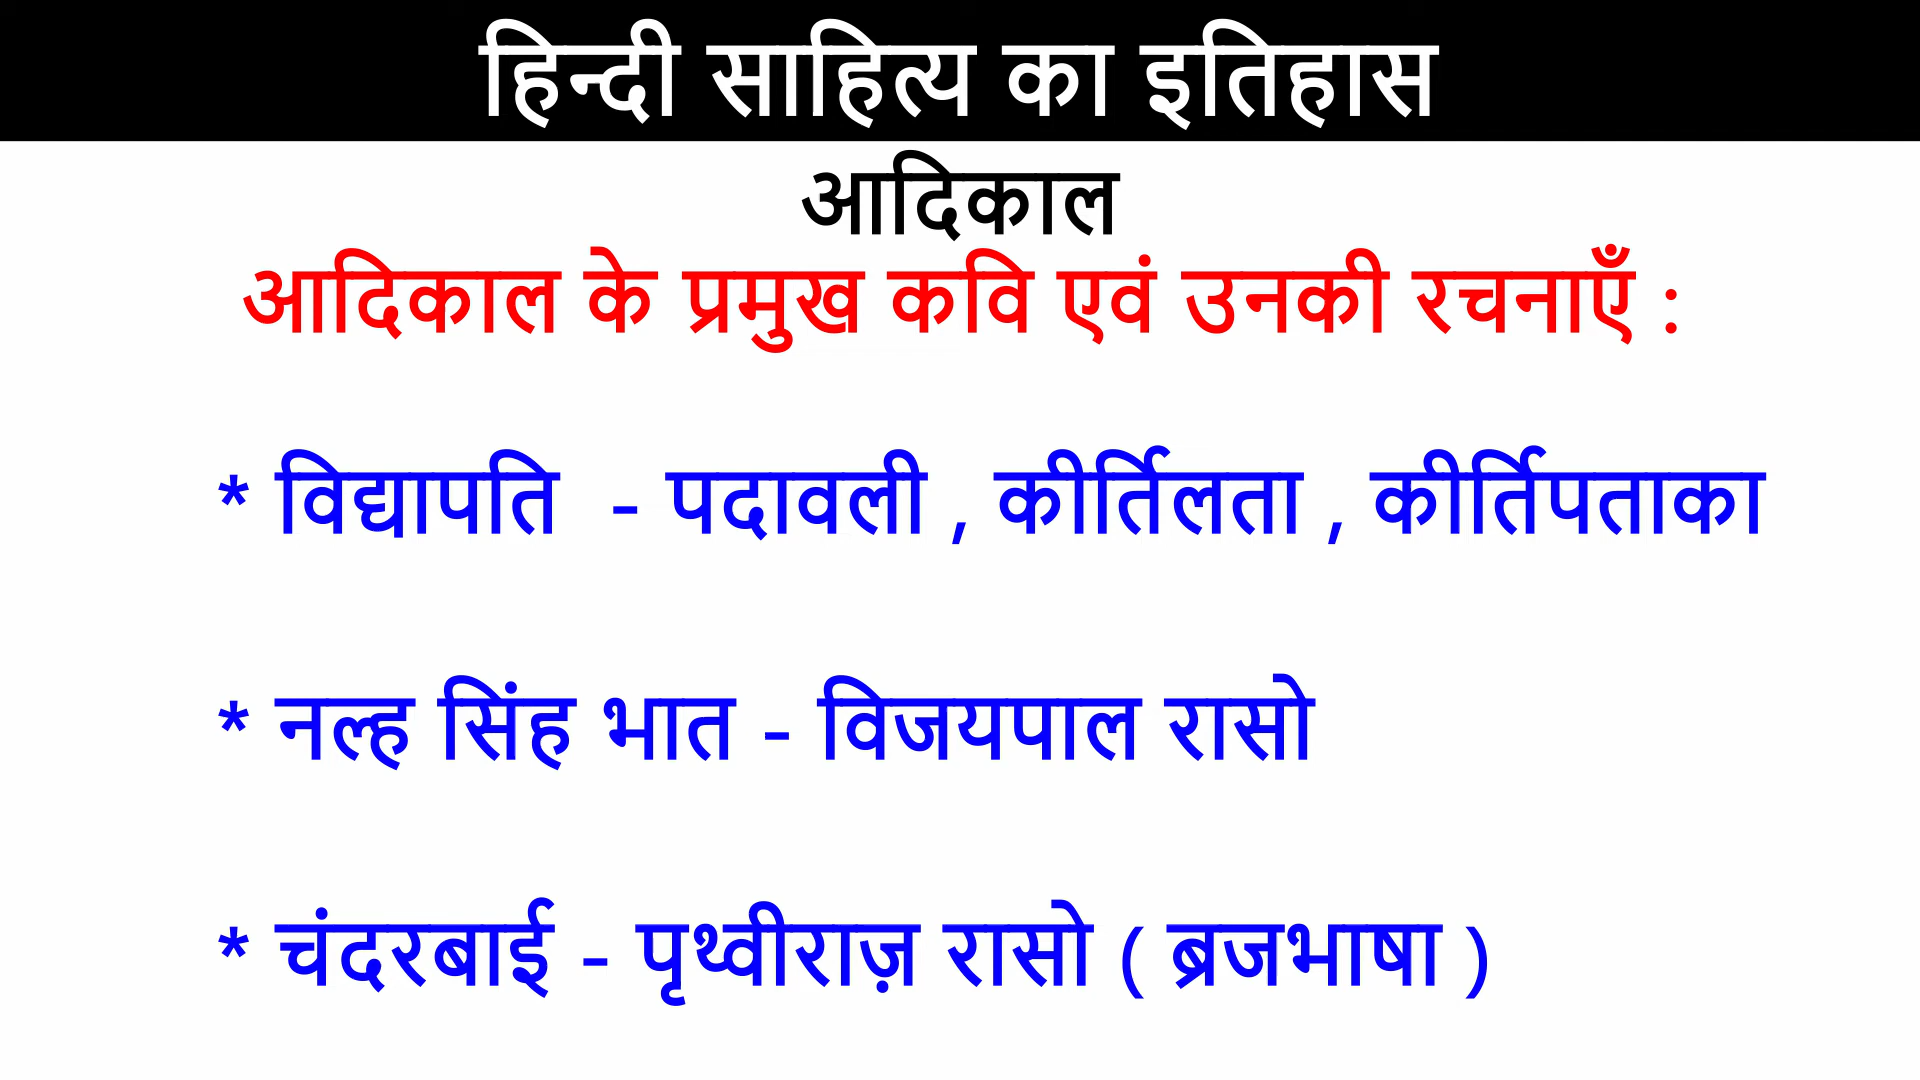 हिन्दी साहित्य का इतिहास
आदिकाल
आदिकाल के प्रमुख कवि एवं उनकी रचनाएँ :
* विद्यापति - पदावली , कीर्तिलता , कीर्तिपताका
* नल्ह सिंह भात - विजयपाल रासो
* चंदरबाई - पृथ्वीराज़ रासो ( ब्रजभाषा )